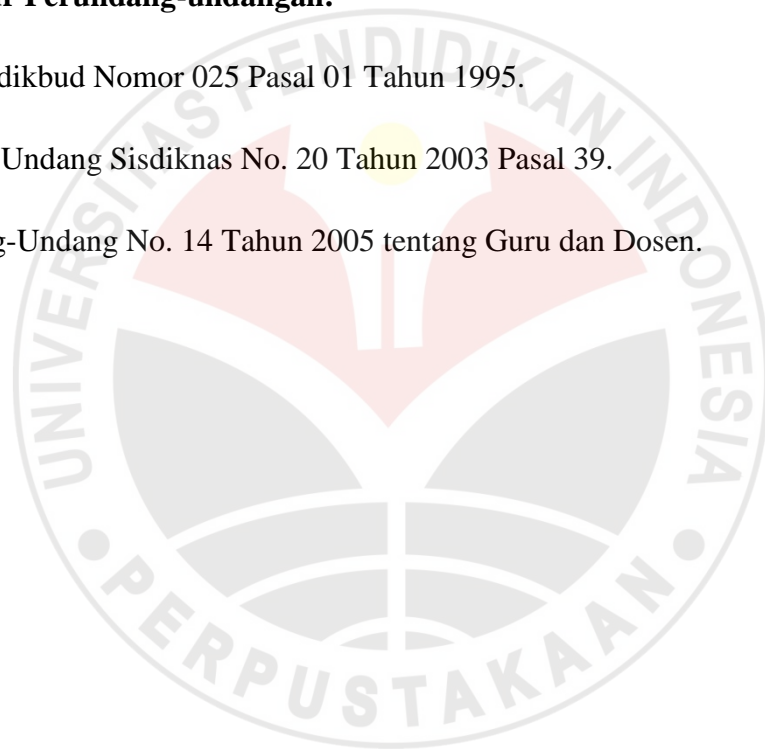 r Perundang-undangan.
dikbud Nomor 025 Pasal 01 Tahun 1995.
Undang Sisdiknas No. 20 Tahun 2003 Pasal 39.
g-Undang No. 14 Tahun 2005 tentang Guru dan Dosen.
UNIVERSITAS PENDIDIKAN INDONESIA
• PERPUSTAKAAN •